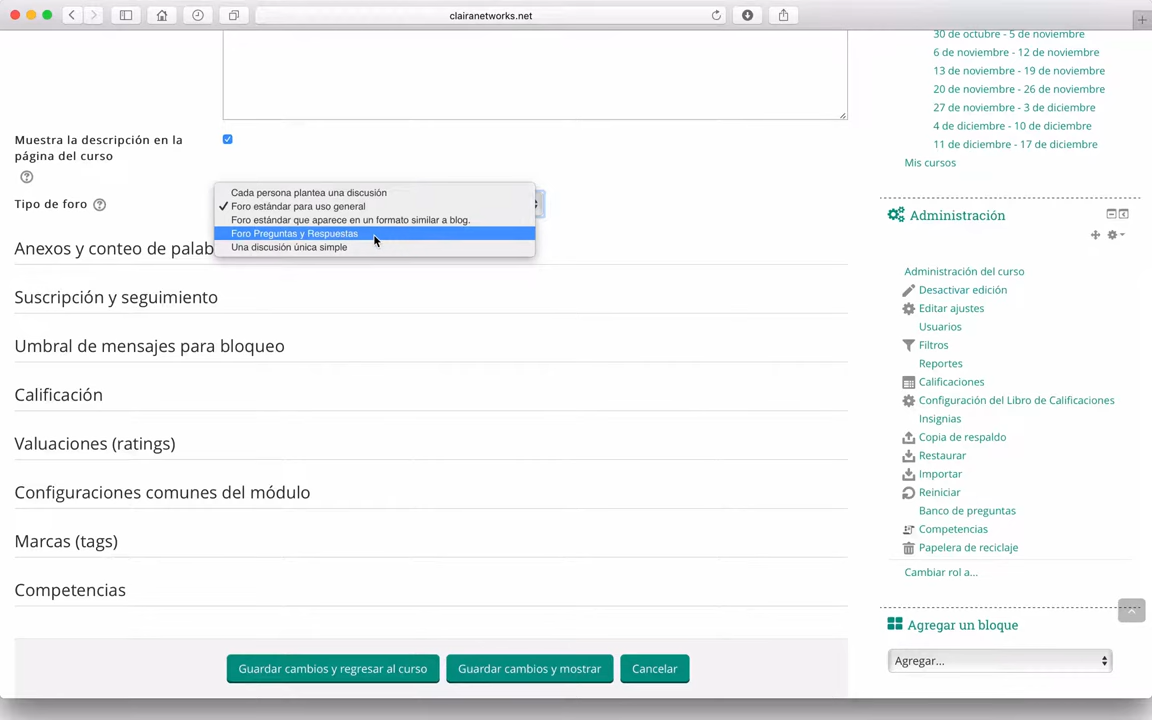 clairanetworks.net
30 de octubre - 5 de noviembre
6 de noviembre - 12 de noviembre
13 de noviembre - 19 de noviembre
20 de noviembre - 26 de noviembre
27 de noviembre - 3 de diciembre
4 de diciembre - 10 de diciembre
11 de diciembre - 17 de diciembre
Mis cursos
Muestra la descripción en la
página del curso
Tipo de foro
Cada persona plantea una discusión
Foro estándar para uso general
Foro estándar que aparece en un formato similar a blog.
Foro Preguntas y Respuestas
Una discusión única simple
Anexos y conteo de palab
Suscripción y seguimiento
Umbral de mensajes para bloqueo
Calificación
Valuaciones (ratings)
Configuraciones comunes del módulo
Marcas (tags)
Competencias
Guardar cambios y regresar al curso
Guardar cambios y mostrar
Cancelar
Administración
Administración del curso
Desactivar edición
Editar ajustes
Usuarios
Filtros
Reportes
Calificaciones
Configuración del Libro de Calificaciones
Insignias
Copia de respaldo
Restaurar
Importar
Reiniciar
Banco de preguntas
Competencias
Papelera de reciclaje
Cambiar rol a...
Agregar un bloque
Agregar...